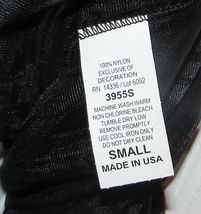 100% NYLON
EXCLUSIVE OF
DECORATION
RN 14336 / Lot 6092
3955S
MACHINE WASH WARM
NON CHLORINE BLEACH
TUMBLE DRY LOW
REMOVE PROMPTLY
USE COOL IRON ONLY
DO NOT DRY CLEAN
SMALL
MADE IN USA